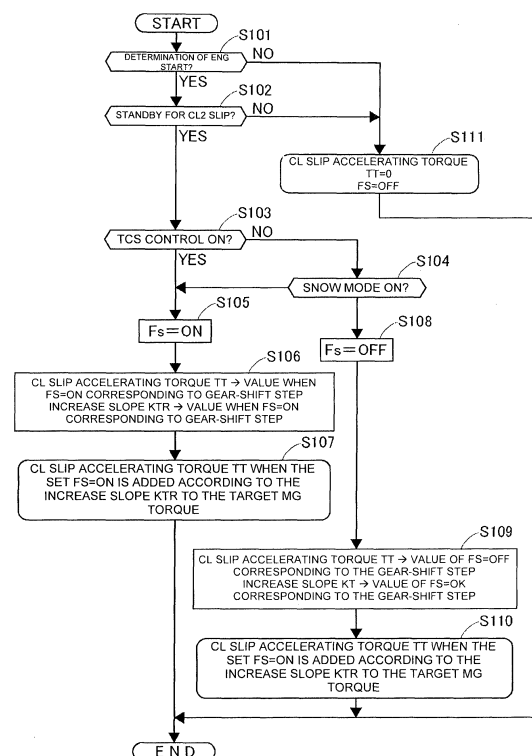 START
S101
DETERMINATION OF ENG
START?
NO
YES
S102
STANDBY FOR CL2 SLIP?
NO
YES
S111
CL SLIP ACCELERATING TORQUE
TT=0
FS=OFF
S103
TCS CONTROL ON?
NO
YES
S104
SNOW MODE ON?
S105
Fs=ON
S108
Fs=OFF
S106
CL SLIP ACCELERATING TORQUE TT → VALUE WHEN
FS=ON CORRESPONDING TO GEAR-SHIFT STEP
INCREASE SLOPE KTR → VALUE WHEN FS=ON
CORRESPONDING TO GEAR-SHIFT STEP
S107
CL SLIP ACCELERATING TORQUE TT WHEN THE
SET FS=ON IS ADDED ACCORDING TO THE
INCREASE SLOPE KTR TO THE TARGET MG
TORQUE
S109
CL SLIP ACCELERATING TORQUE TT → VALUE OF FS=OFF
CORRESPONDING TO THE GEAR-SHIFT STEP
INCREASE SLOPE KT → VALUE OF FS=OK
CORRESPONDING TO THE GEAR-SHIFT STEP
S110
CL SLIP ACCELERATING TORQUE TT WHEN THE
SET FS=ON IS ADDED ACCORDING TO THE
INCREASE SLOPE KTR TO THE TARGET MG
TORQUE
END